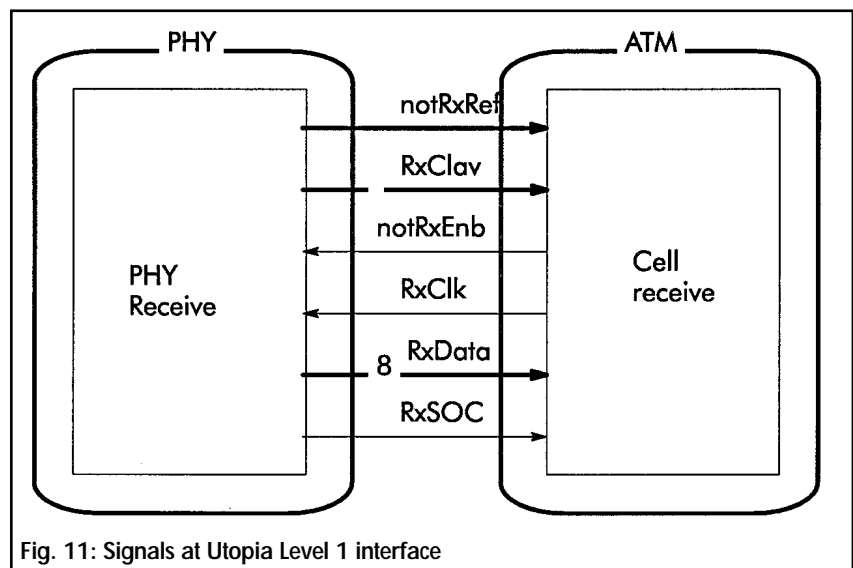 PHY
ATM
notRxRef
RxClav
notRxEnb
PHY
Receive
RxClk
Cell
receive
8
RxData
RxSOC
Fig. 11: Signals at Utopia Level 1 interface